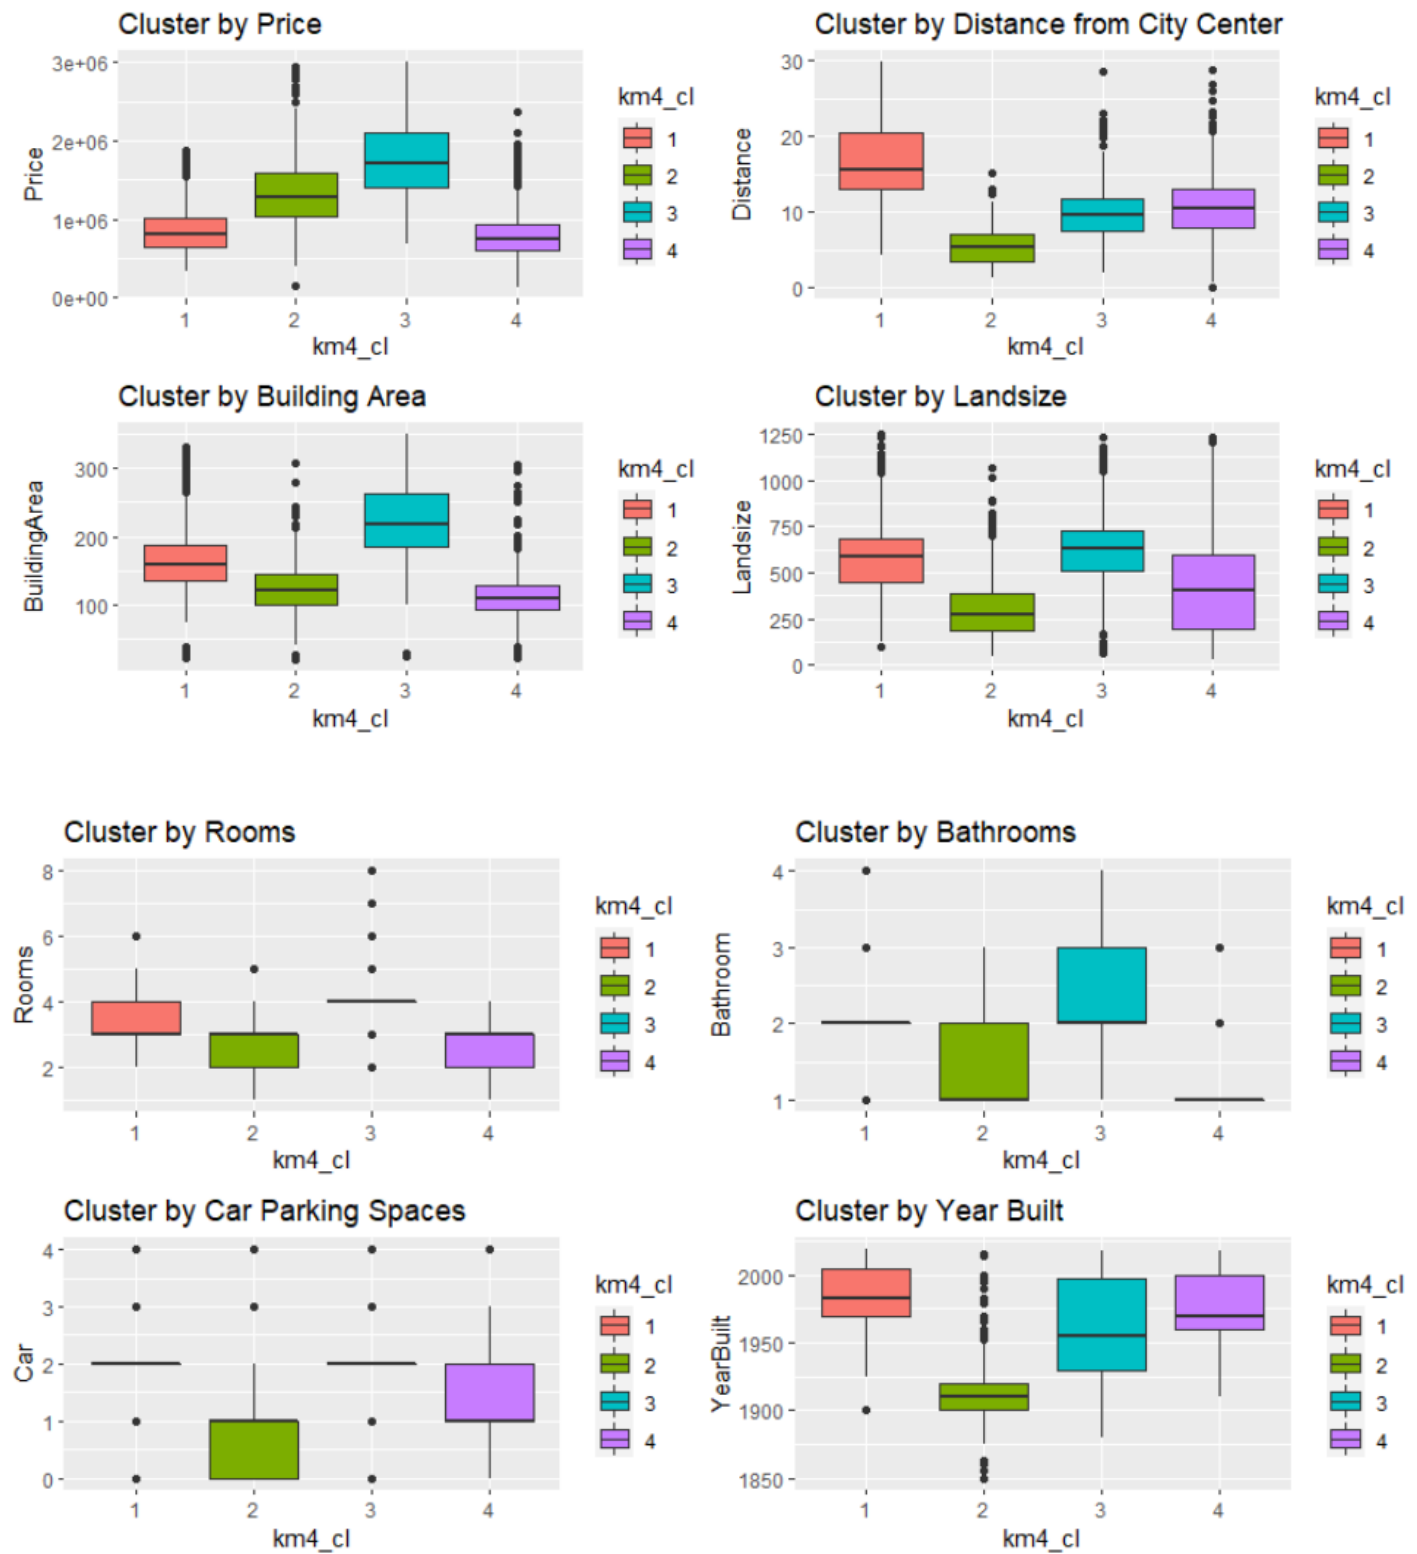 Cluster by Price
Price
3e+06
2e+06
1e+06
0e+00
1 2 3 4
km4_cl
km4_cl
1
2
3
4
Cluster by Distance from City Center
Distance
30
20
10
0
1 2 3 4
km4_cl
km4_cl
1
2
3
4
Cluster by Building Area
BuildingArea
300
200
100
1 2 3 4
km4_cl
km4_cl
1
2
3
4
Cluster by Landsize
Landsize
1250
1000
750
500
250
0
1 2 3 4
km4_cl
km4_cl
1
2
3
4
Cluster by Rooms
Rooms
8
6
4
2
1 2 3 4
km4_cl
km4_cl
1
2
3
4
Cluster by Bathrooms
Bathroom
4
3
2
1
1 2 3 4
km4_cl
km4_cl
1
2
3
4
Cluster by Car Parking Spaces
Car
4
3
2
1
0
1 2 3 4
km4_cl
km4_cl
1
2
3
4
Cluster by Year Built
YearBuilt
2000
1950
1900
1850
1 2 3 4
km4_cl
km4_cl
1
2
3
4